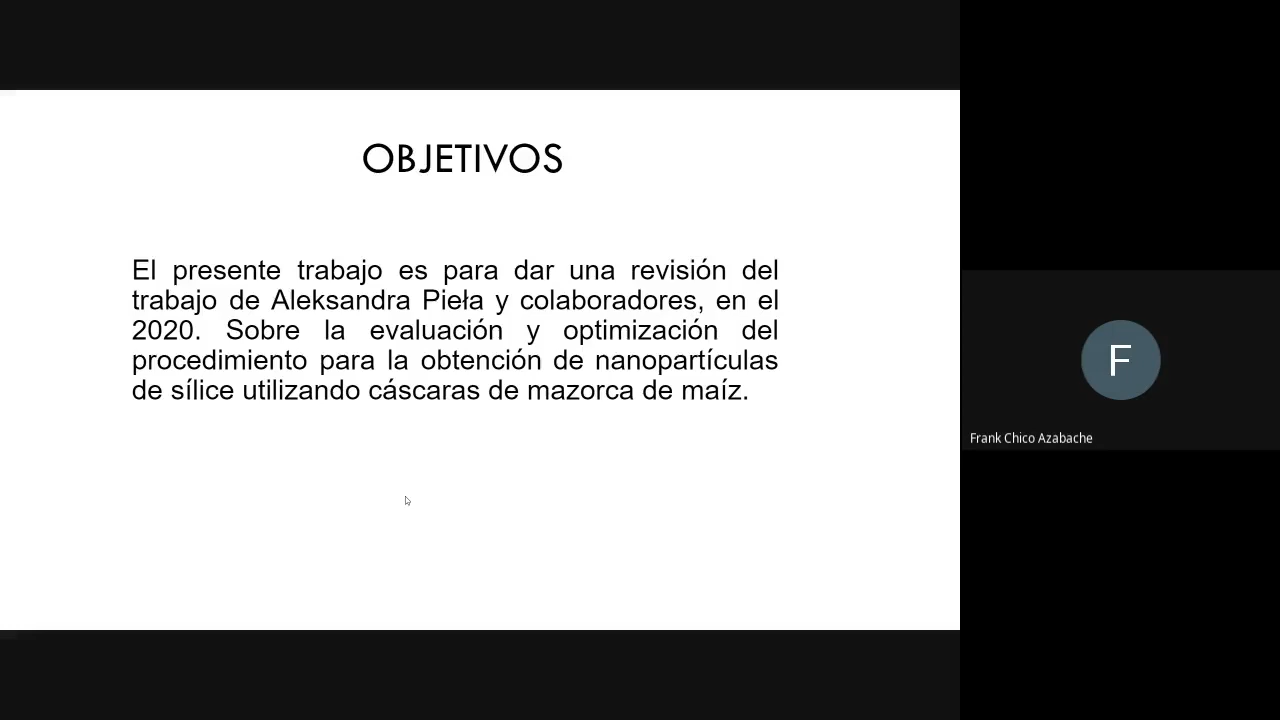 OBJETIVOS
El presente trabajo es para dar una revisión del
trabajo de Aleksandra Pieła y colaboradores, en el
2020. Sobre la evaluación y optimización del
procedimiento para la obtención de nanopartículas
de sílice utilizando cáscaras de mazorca de maíz.
F
Frank Chico Azabache